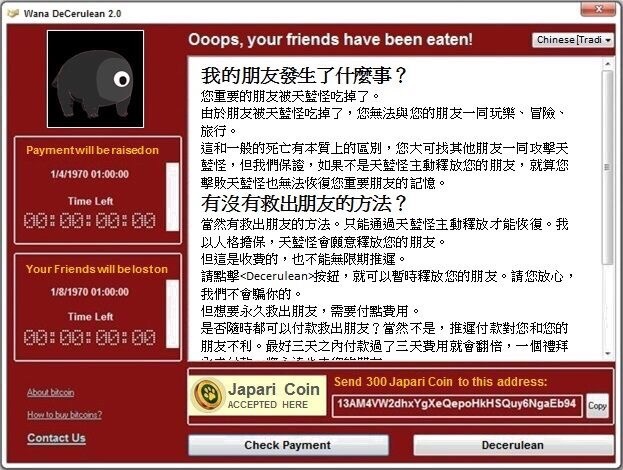 Wana DeCerulean 2.0
Ooops, your friends have been eaten!
Chinese[Tradi
Payment will be raised on
1/4/1970 01:00:00
Time Left
00:00:00:00
Your Friends will be lost on
1/8/1970 01:00:00
Time Left
00:00:00:00
About bitcoin
How to buy bitcoins?
Contact Us
我的朋友發生了什麼事？
您重要的朋友被天藍怪吃掉了。
由於朋友被天藍怪吃掉了，您無法與您的朋友一同玩樂、冒險、
旅行。
這和一般的死亡有本質上的區別，您大可找其他朋友一同攻擊天
藍怪，但我們保證，如果不是天藍怪主動釋放您的朋友，就算您
擊敗天藍怪也無法恢復您重要朋友的記憶。
有沒有救出朋友的方法？
當然有救出朋友的方法。只能通過天藍怪主動釋放才能恢復。我
以人格擔保，天藍怪會願意釋放您的朋友。
但這是收費的，也不能無限期推遲。
請點擊<Decerulean>按鈕，就可以暫時釋放您的朋友。請您放心，
我們不會騙你的。
但想要永久救出朋友，需要付點費用。
是否隨時都可以付款救出朋友？當然不是，推遲付款對您和您的
朋友不利。最好三天之內付款過了三天費用就會翻倍，一個禮拜
Japari Coin
ACCEPTED HERE
Send 300 Japari Coin to this address:
13AM4VW2dhxYgXeQepoHkHSQuy6NgaEb94
Copy
Check Payment
Decerulean